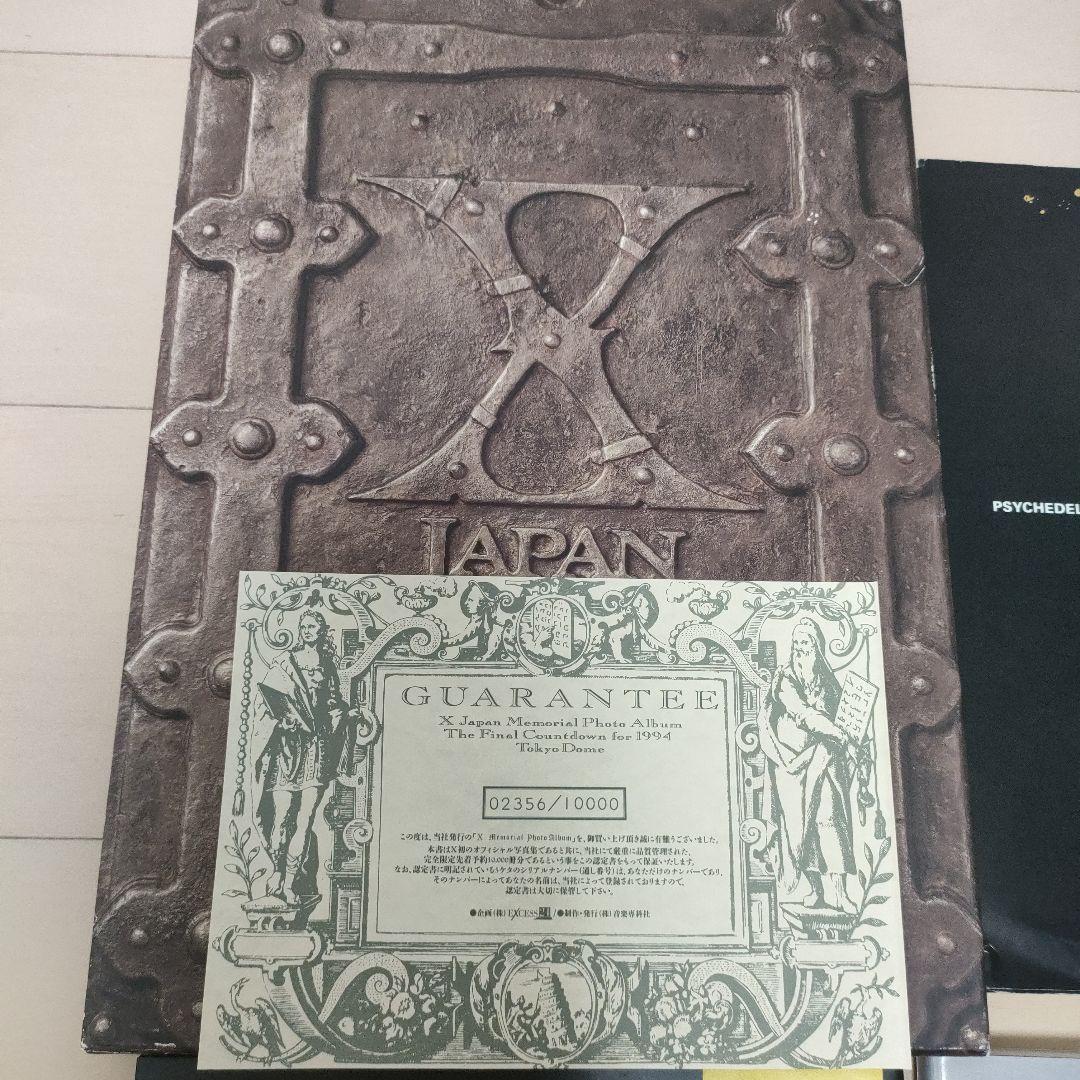 X
JAPAN
PSYCHEDEL
GUARANTEE
X Japan Memorial Photo Album
The Final Countdown for 1994
Tokyo Dome
02356/10000
この度は、当社発行の「X Memorial Photo Album」を、御買い上げ頂き誠に有難うございました。
本書はX初のオフィシャル写真集であると共に、当社にて厳重に品質管理された、
完全限定先着予約10,000冊分であるという事をこの認定書をもって保証いたします。
なお、認定書に明記されている5ケタのシリアルナンバー(通し番号)は、あなただけのナンバーであり、
そのナンバーによってあなたの名前は、当社によって登録されておりますので、
認定書は大切に保管して下さい。
●企画(株)EXCESS21/●制作・発行(株)音楽専科社